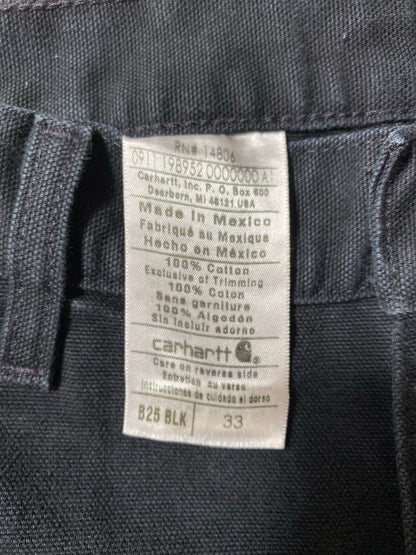 RN# 14806
0911 198952 0000000 A1
Carhartt, Inc. P. O. Box 600
Dearborn, MI 48121 USA
Made in Mexico
Fabriqué au Mexique
Hecho en México
100% Cotton
Exclusive of Trimming
100% Coton
Sans garniture
100% Algodón
Sin incluir adorno
carhartt ®
Care on reverse side
Entretien au verso
Instrucciones de cuidado al dorso
B25 BLK 33